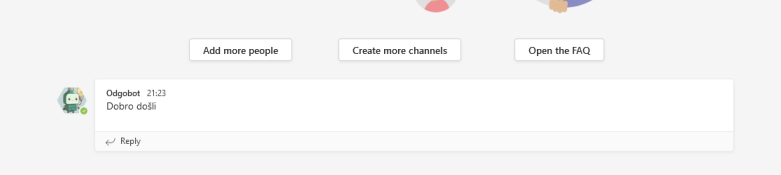 Add more people
Create more channels
Open the FAQ
Odgobot 21:23
Dobro došli
Reply